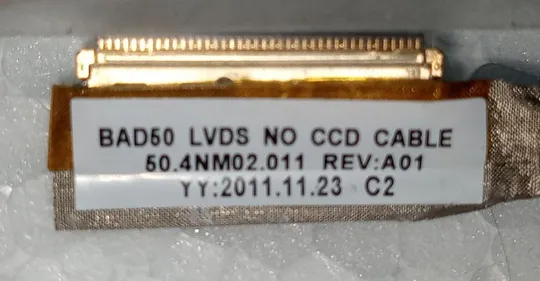 BAD50 LVDS NO CCD CABLE
50.4NM02.011 REV:A01
YY:2011.11.23 C2